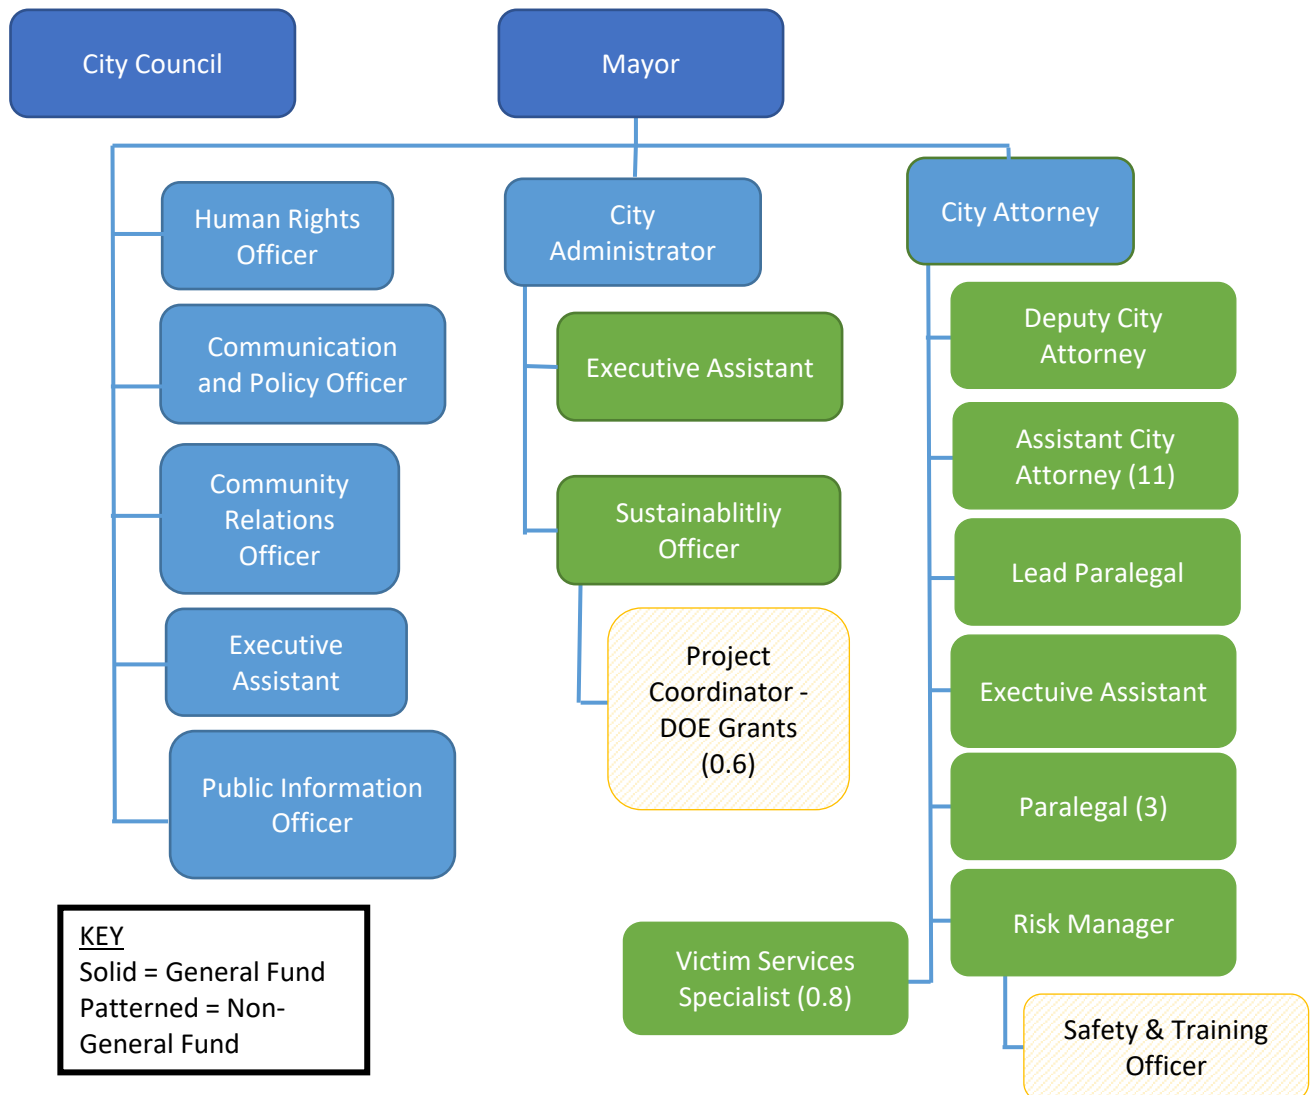 City Council
Mayor
Human Rights
Officer
Communication
and Policy Officer
Community
Relations
Officer
Executive
Assistant
Public Information
Officer
City
Administrator
Executive Assistant
Sustainablitliy
Officer
Project
Coordinator -
DOE Grants
(0.6)
City Attorney
Deputy City
Attorney
Assistant City
Attorney (11)
Lead Paralegal
Exectuive Assistant
Paralegal (3)
Risk Manager
Victim Services
Specialist (0.8)
Safety & Training
Officer
KEY
Solid = General Fund
Patterned = Non-
General Fund